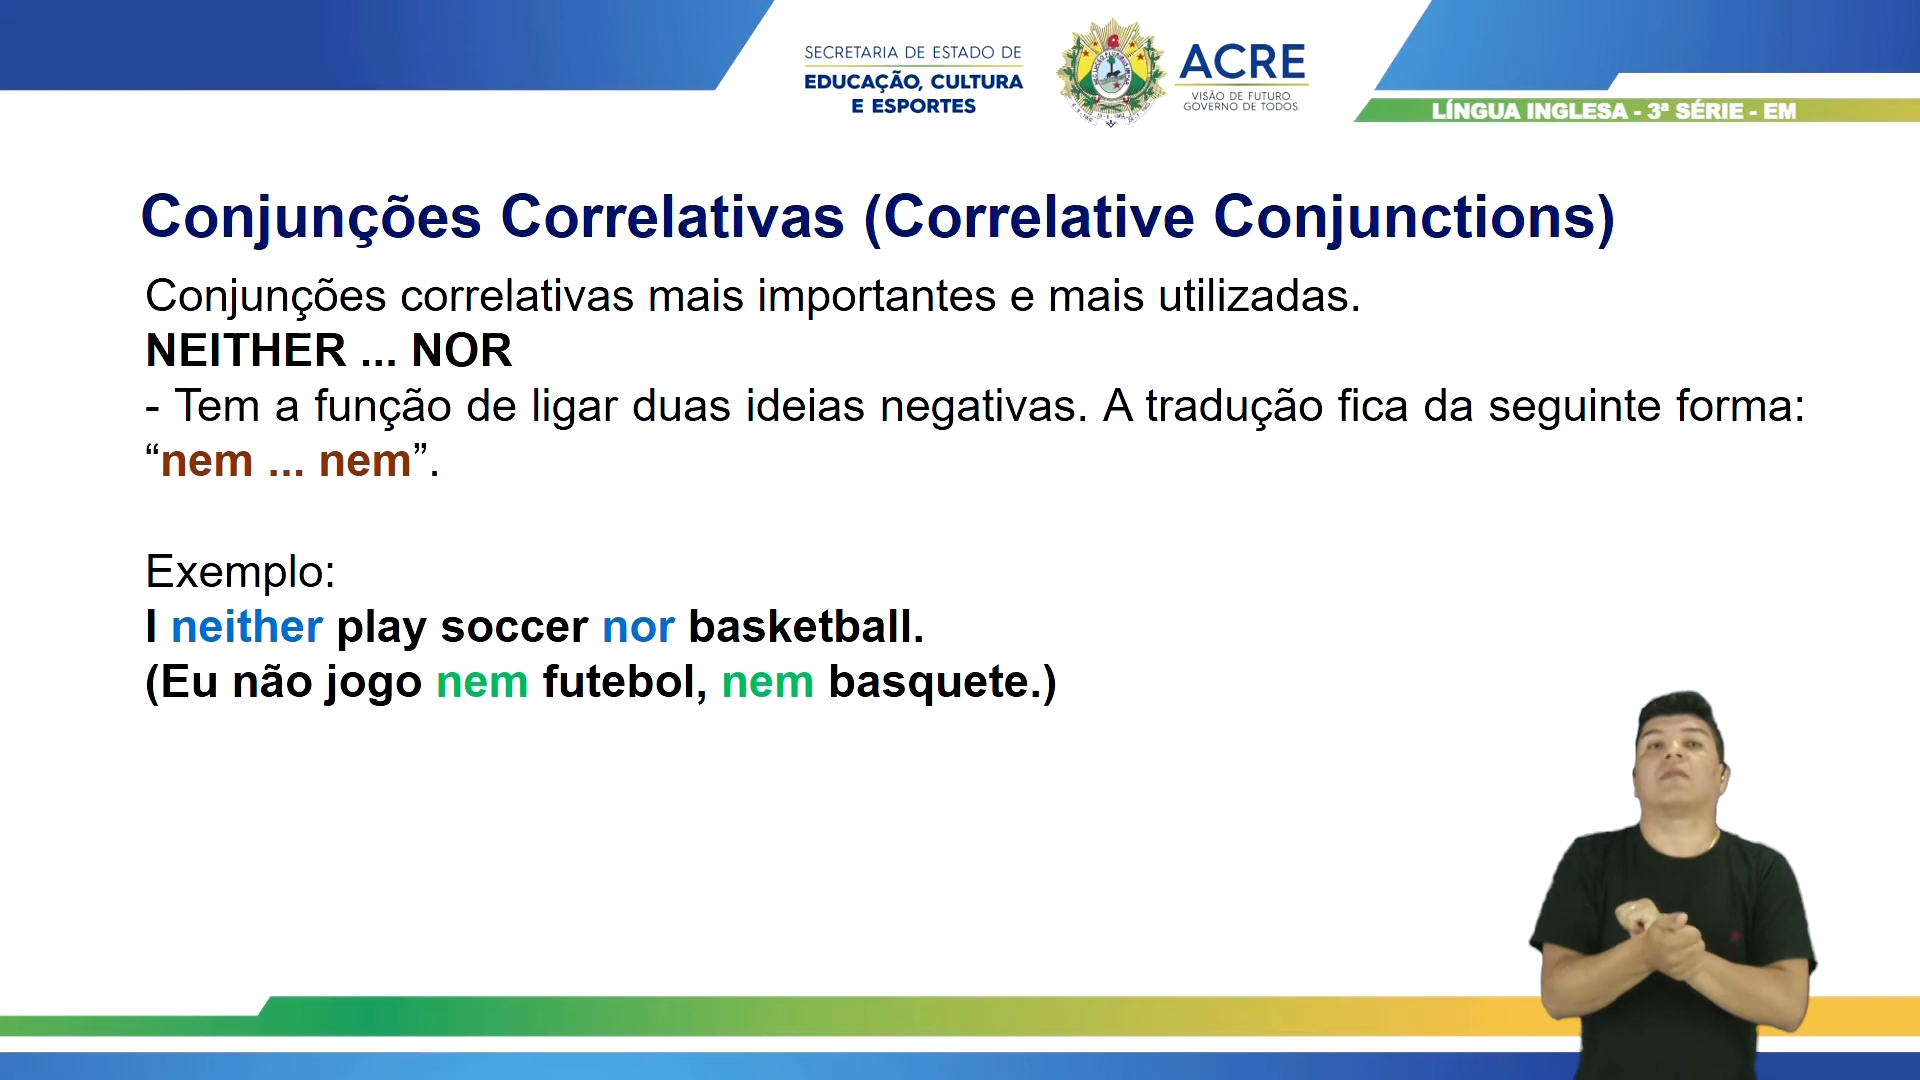 SECRETARIA DE ESTADO DE
EDUCAÇÃO, CULTURA
E ESPORTES
ACRE
VISÃO DE FUTURO.
GOVERNO DE TODOS.
LÍNGUA INGLESA - 3ª SÉRIE - EM
Conjunções Correlativas (Correlative Conjunctions)
Conjunções correlativas mais importantes e mais utilizadas.
NEITHER ... NOR
- Tem a função de ligar duas ideias negativas. A tradução fica da seguinte forma:
“nem ... nem”.
Exemplo:
I neither play soccer nor basketball.
(Eu não jogo nem futebol, nem basquete.)